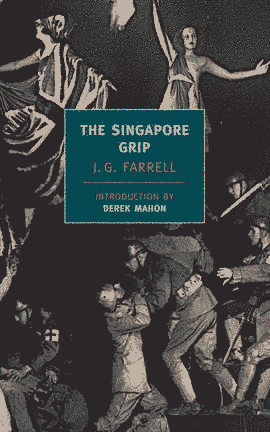 THE SINGAPORE
GRIP
J. G. FARRELL
INTRODUCTION BY
DEREK MAHON